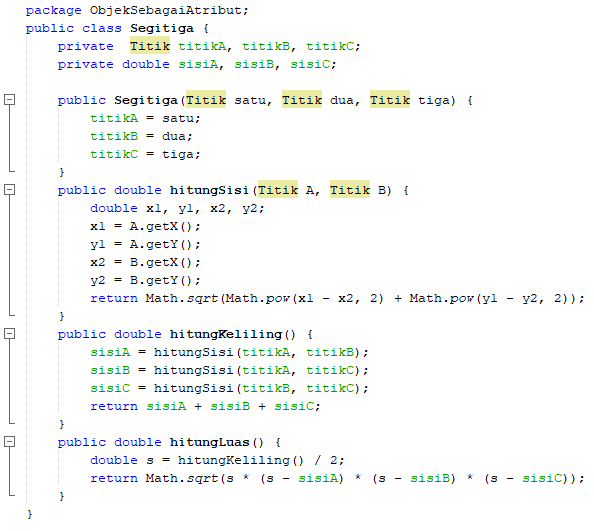 package ObjekSebagaiAtribut;
public class Segitiga {
    private  Titik titikA, titikB, titikC;
    private double sisiA, sisiB, sisiC;

    public Segitiga(Titik satu, Titik dua, Titik tiga) {
        titikA = satu;
        titikB = dua;
        titikC = tiga;
    }
    public double hitungSisi(Titik A, Titik B) {
        double x1, y1, x2, y2;
        x1 = A.getX();
        y1 = A.getY();
        x2 = B.getX();
        y2 = B.getY();
        return Math.sqrt(Math.pow(x1 - x2, 2) + Math.pow(y1 - y2, 2));
    }
    public double hitungKeliling() {
        sisiA = hitungSisi(titikA, titikB);
        sisiB = hitungSisi(titikA, titikC);
        sisiC = hitungSisi(titikB, titikC);
        return sisiA + sisiB + sisiC;
    }
    public double hitungLuas() {
        double s = hitungKeliling() / 2;
        return Math.sqrt(s * (s - sisiA) * (s - sisiB) * (s - sisiC));
    }
}